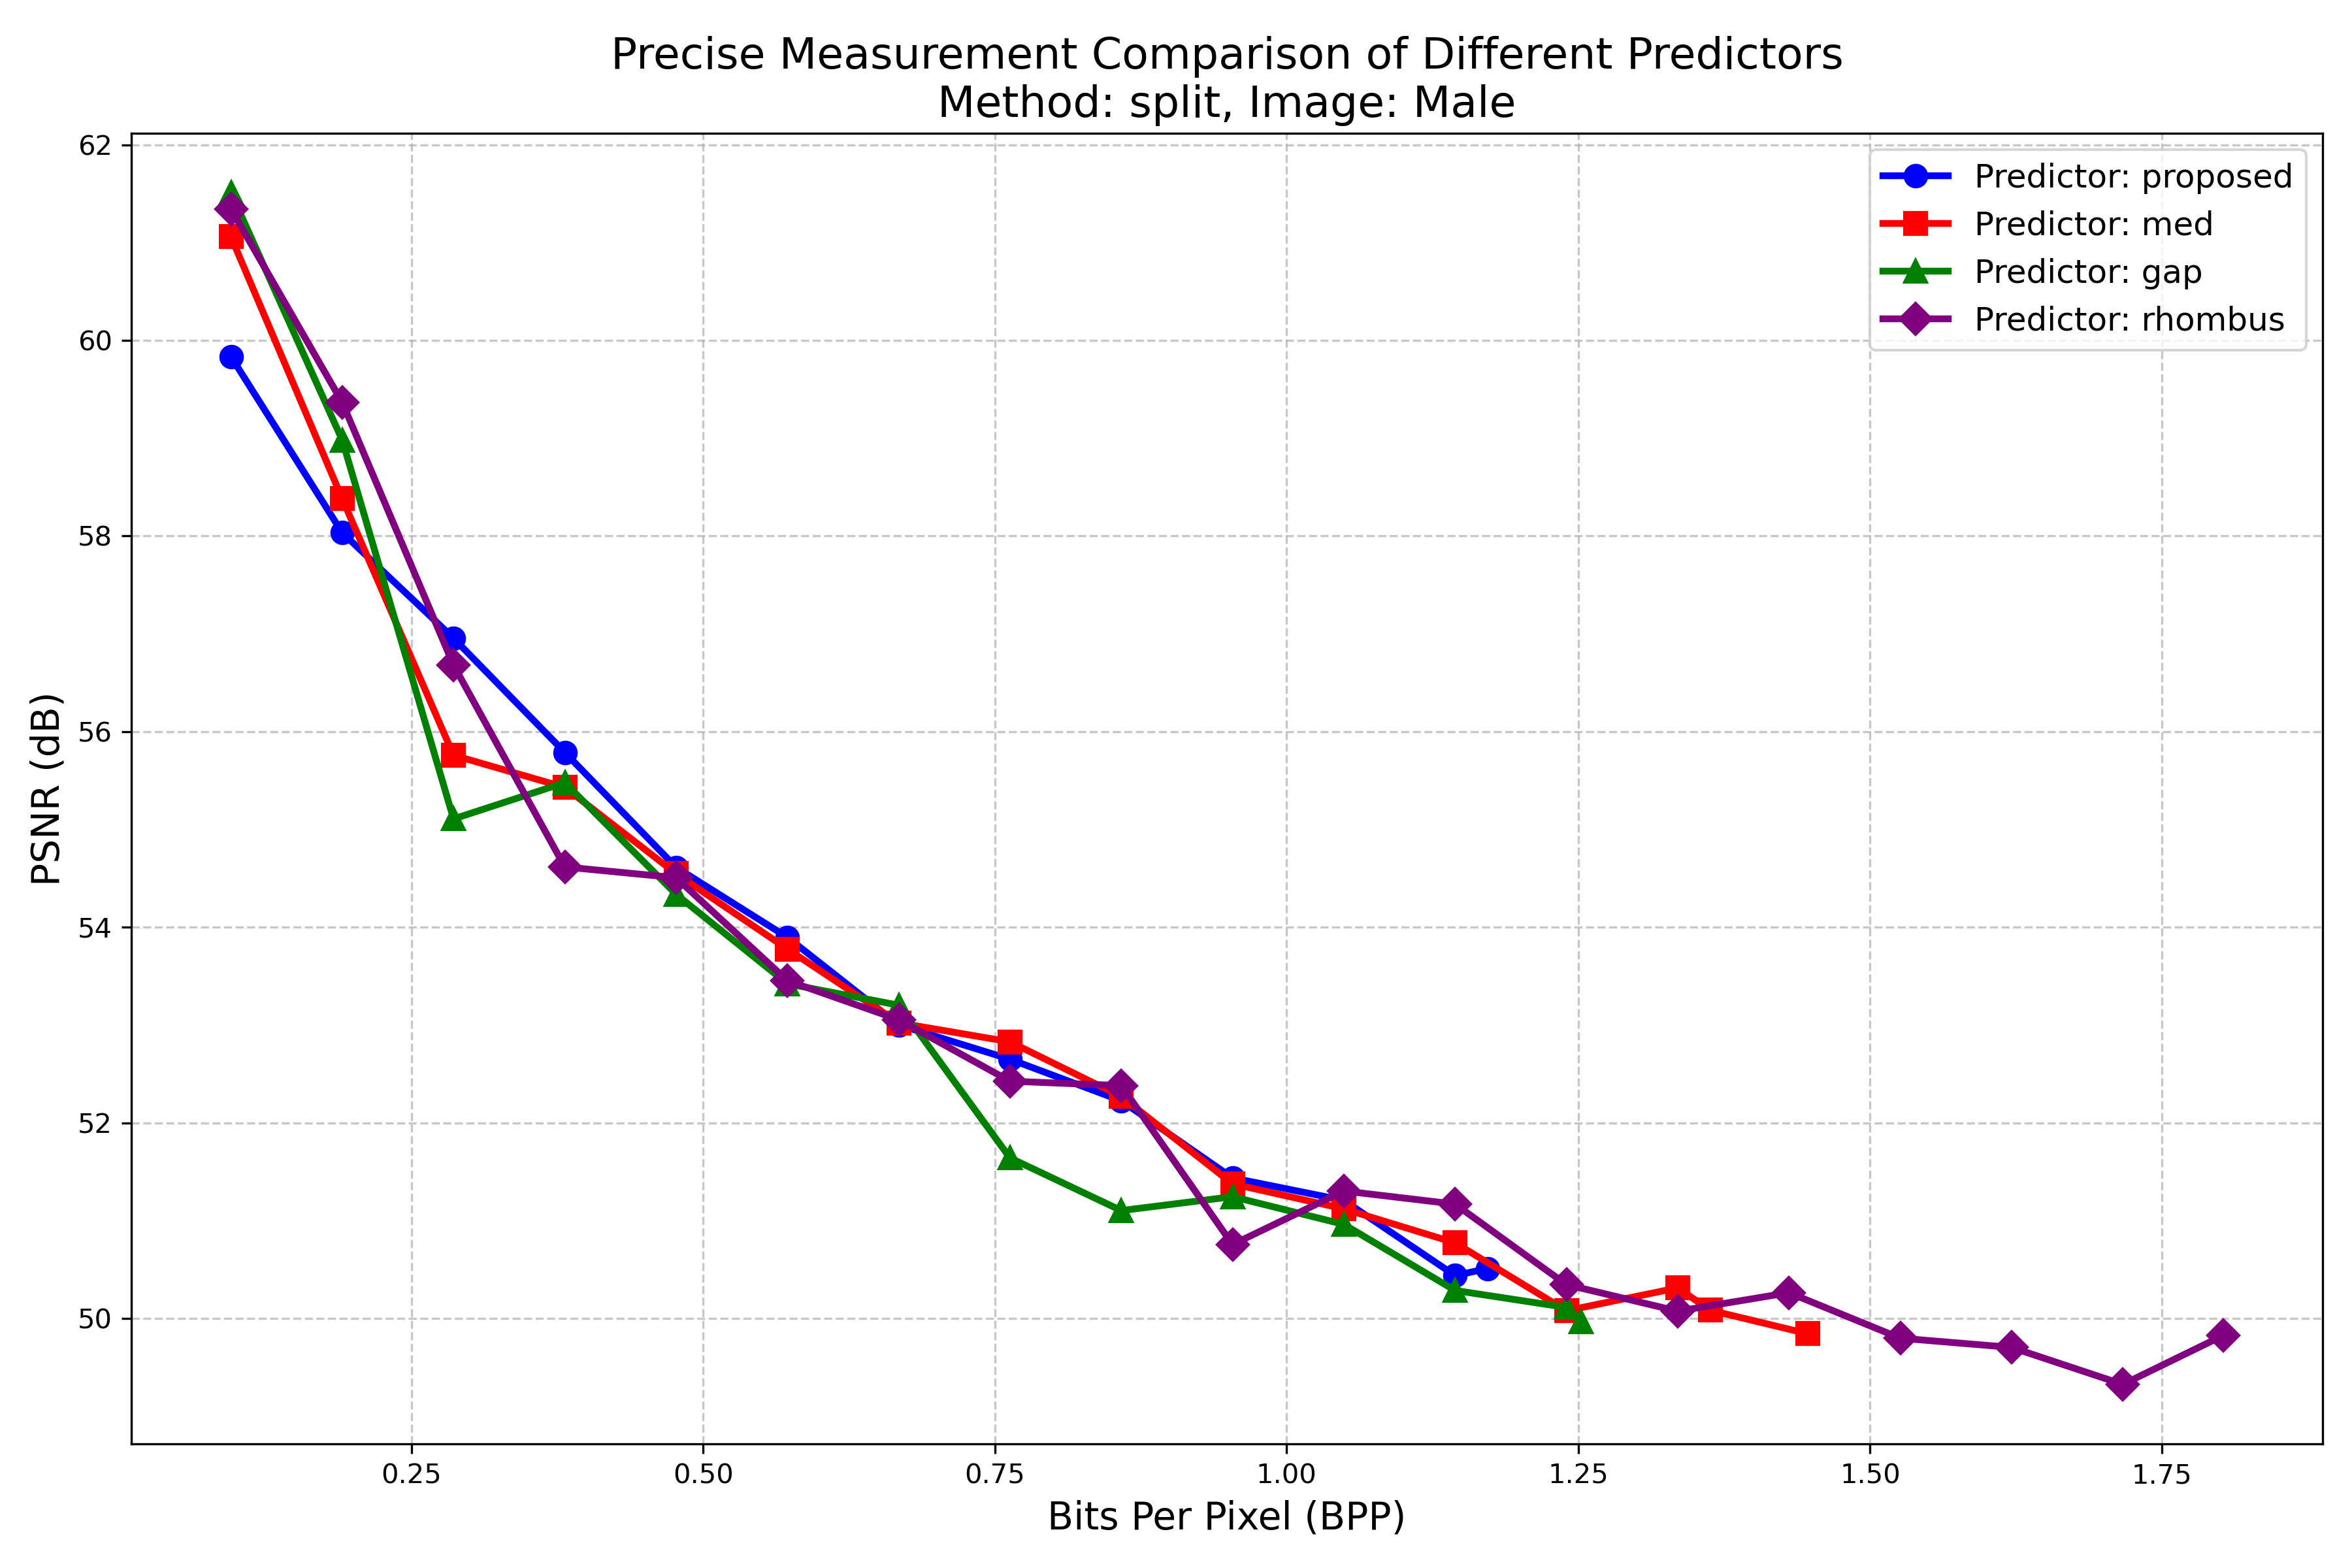 Precise Measurement Comparison of Different Predictors
Method: split, Image: Male
Predictor: proposed
Predictor: med
Predictor: gap
Predictor: rhombus
PSNR (dB)
62
60
58
56
54
52
50
0.25 0.50 0.75 1.00 1.25 1.50 1.75
Bits Per Pixel (BPP)